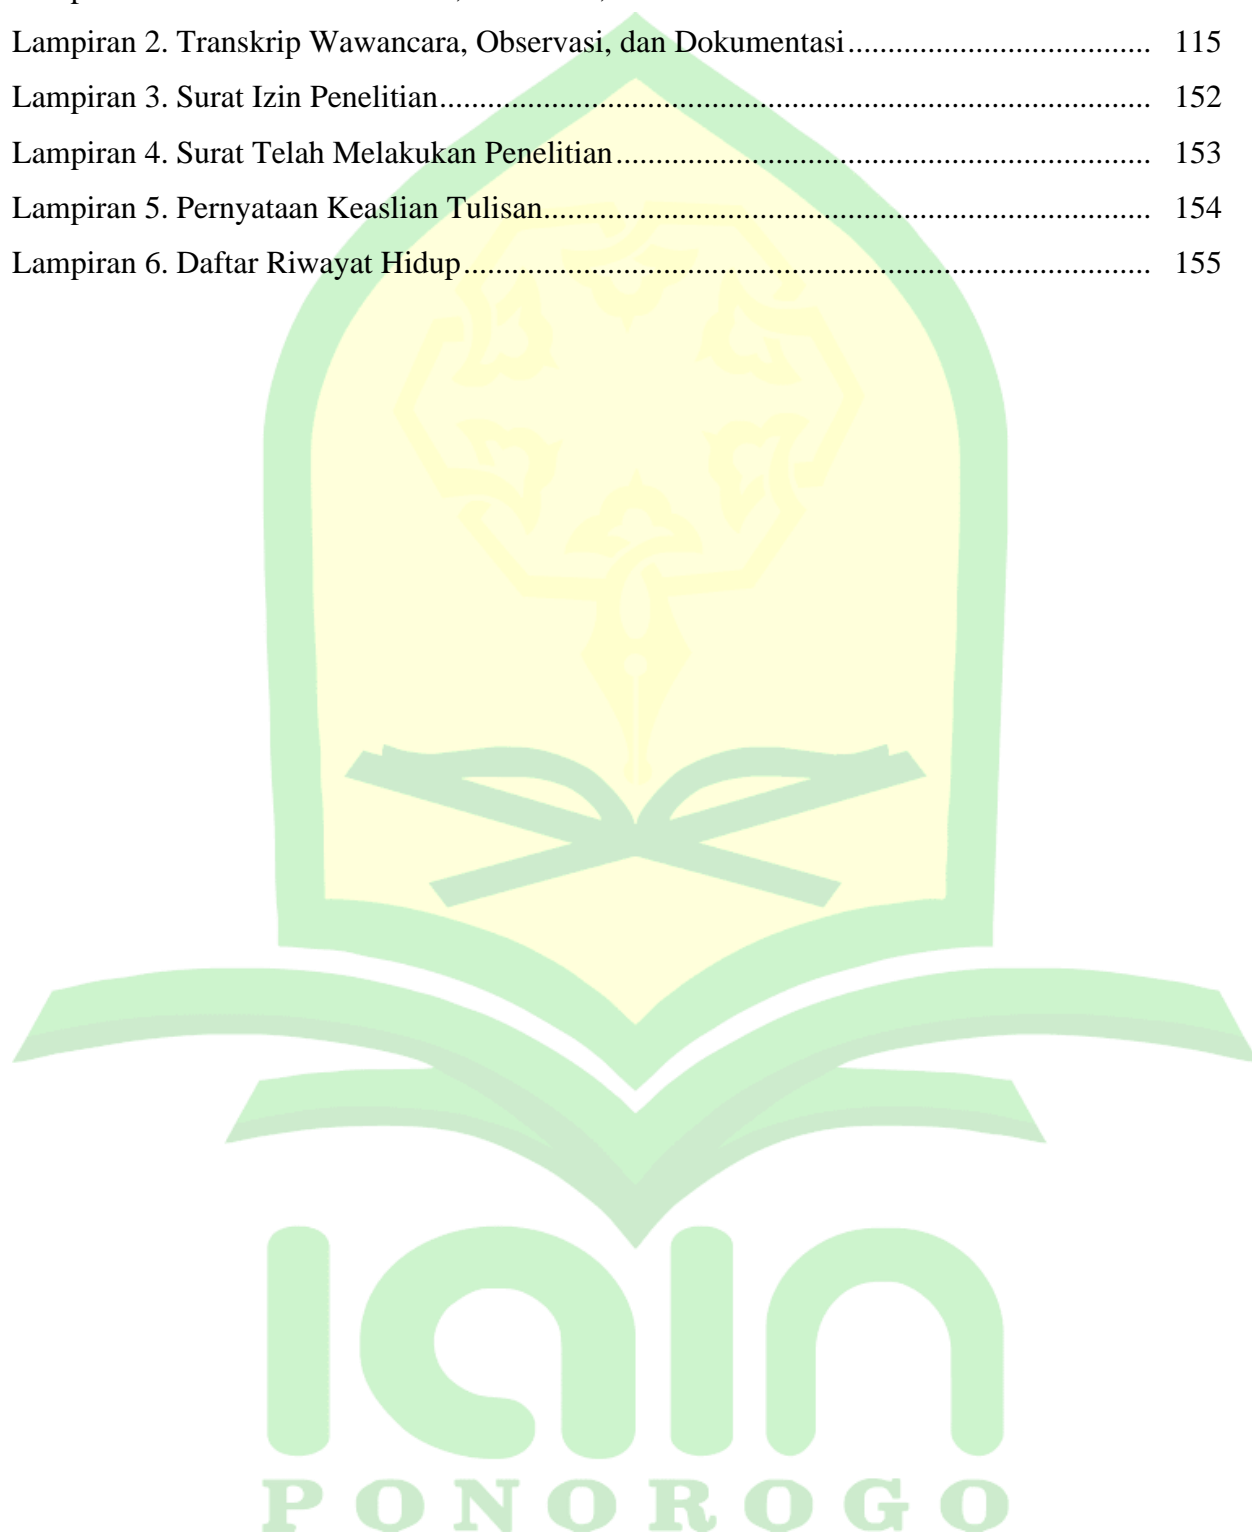 Lampiran 2. Transkrip Wawancara, Observasi, dan Dokumentasi...................................... 115
Lampiran 3. Surat Izin Penelitian......................................................................................... 152
Lampiran 4. Surat Telah Melakukan Penelitian................................................................... 153
Lampiran 5. Pernyataan Keaslian Tulisan............................................................................ 154
Lampiran 6. Daftar Riwayat Hidup...................................................................................... 155
iain
PONOROGO